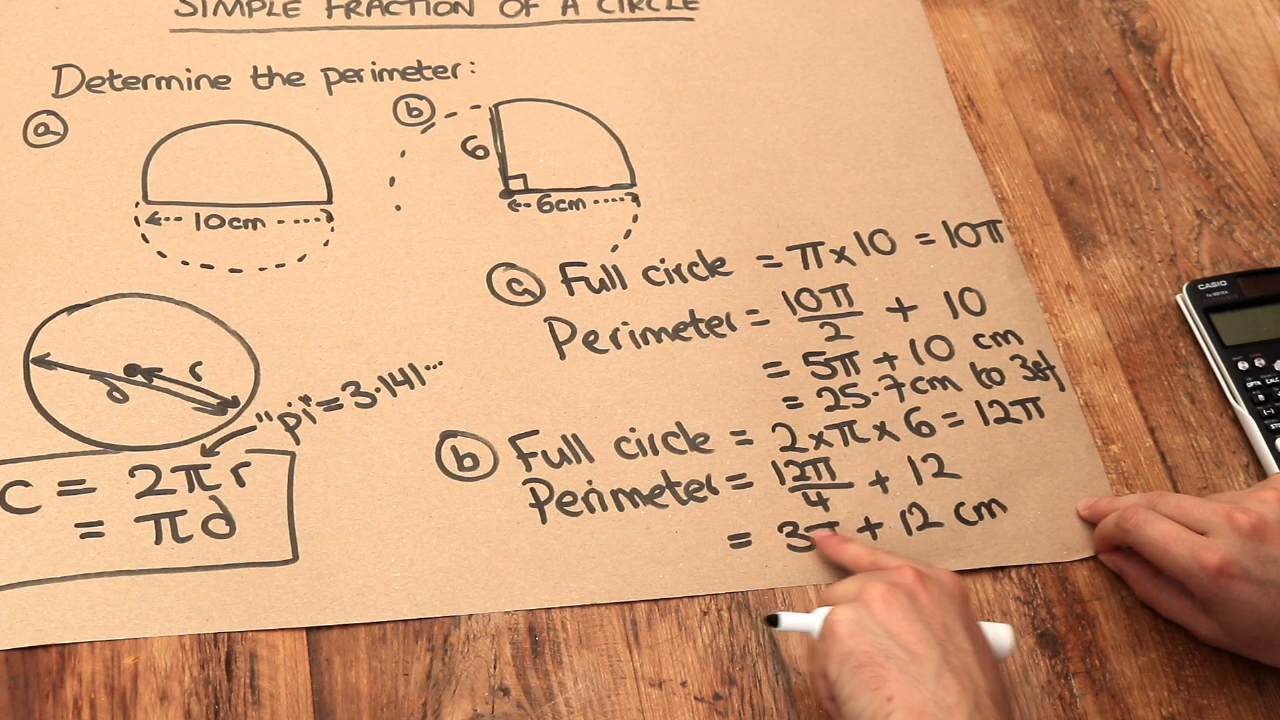 SIMPLE FRACTION OF A CIRCLE
Determine the perimeter:
ⓐ
10cm
ⓑ
6
6cm
r
d
"pi" = 3.141...
C = 2πr
= πd
ⓐ Full circle = π×10 = 10π
Perimeter = 10π/2 + 10
= 5π + 10 cm
= 25.7cm to 3sf
ⓑ Full circle = 2×π×6 = 12π
Perimeter = 12π/4 + 12
= 3π + 12 cm
CASIO